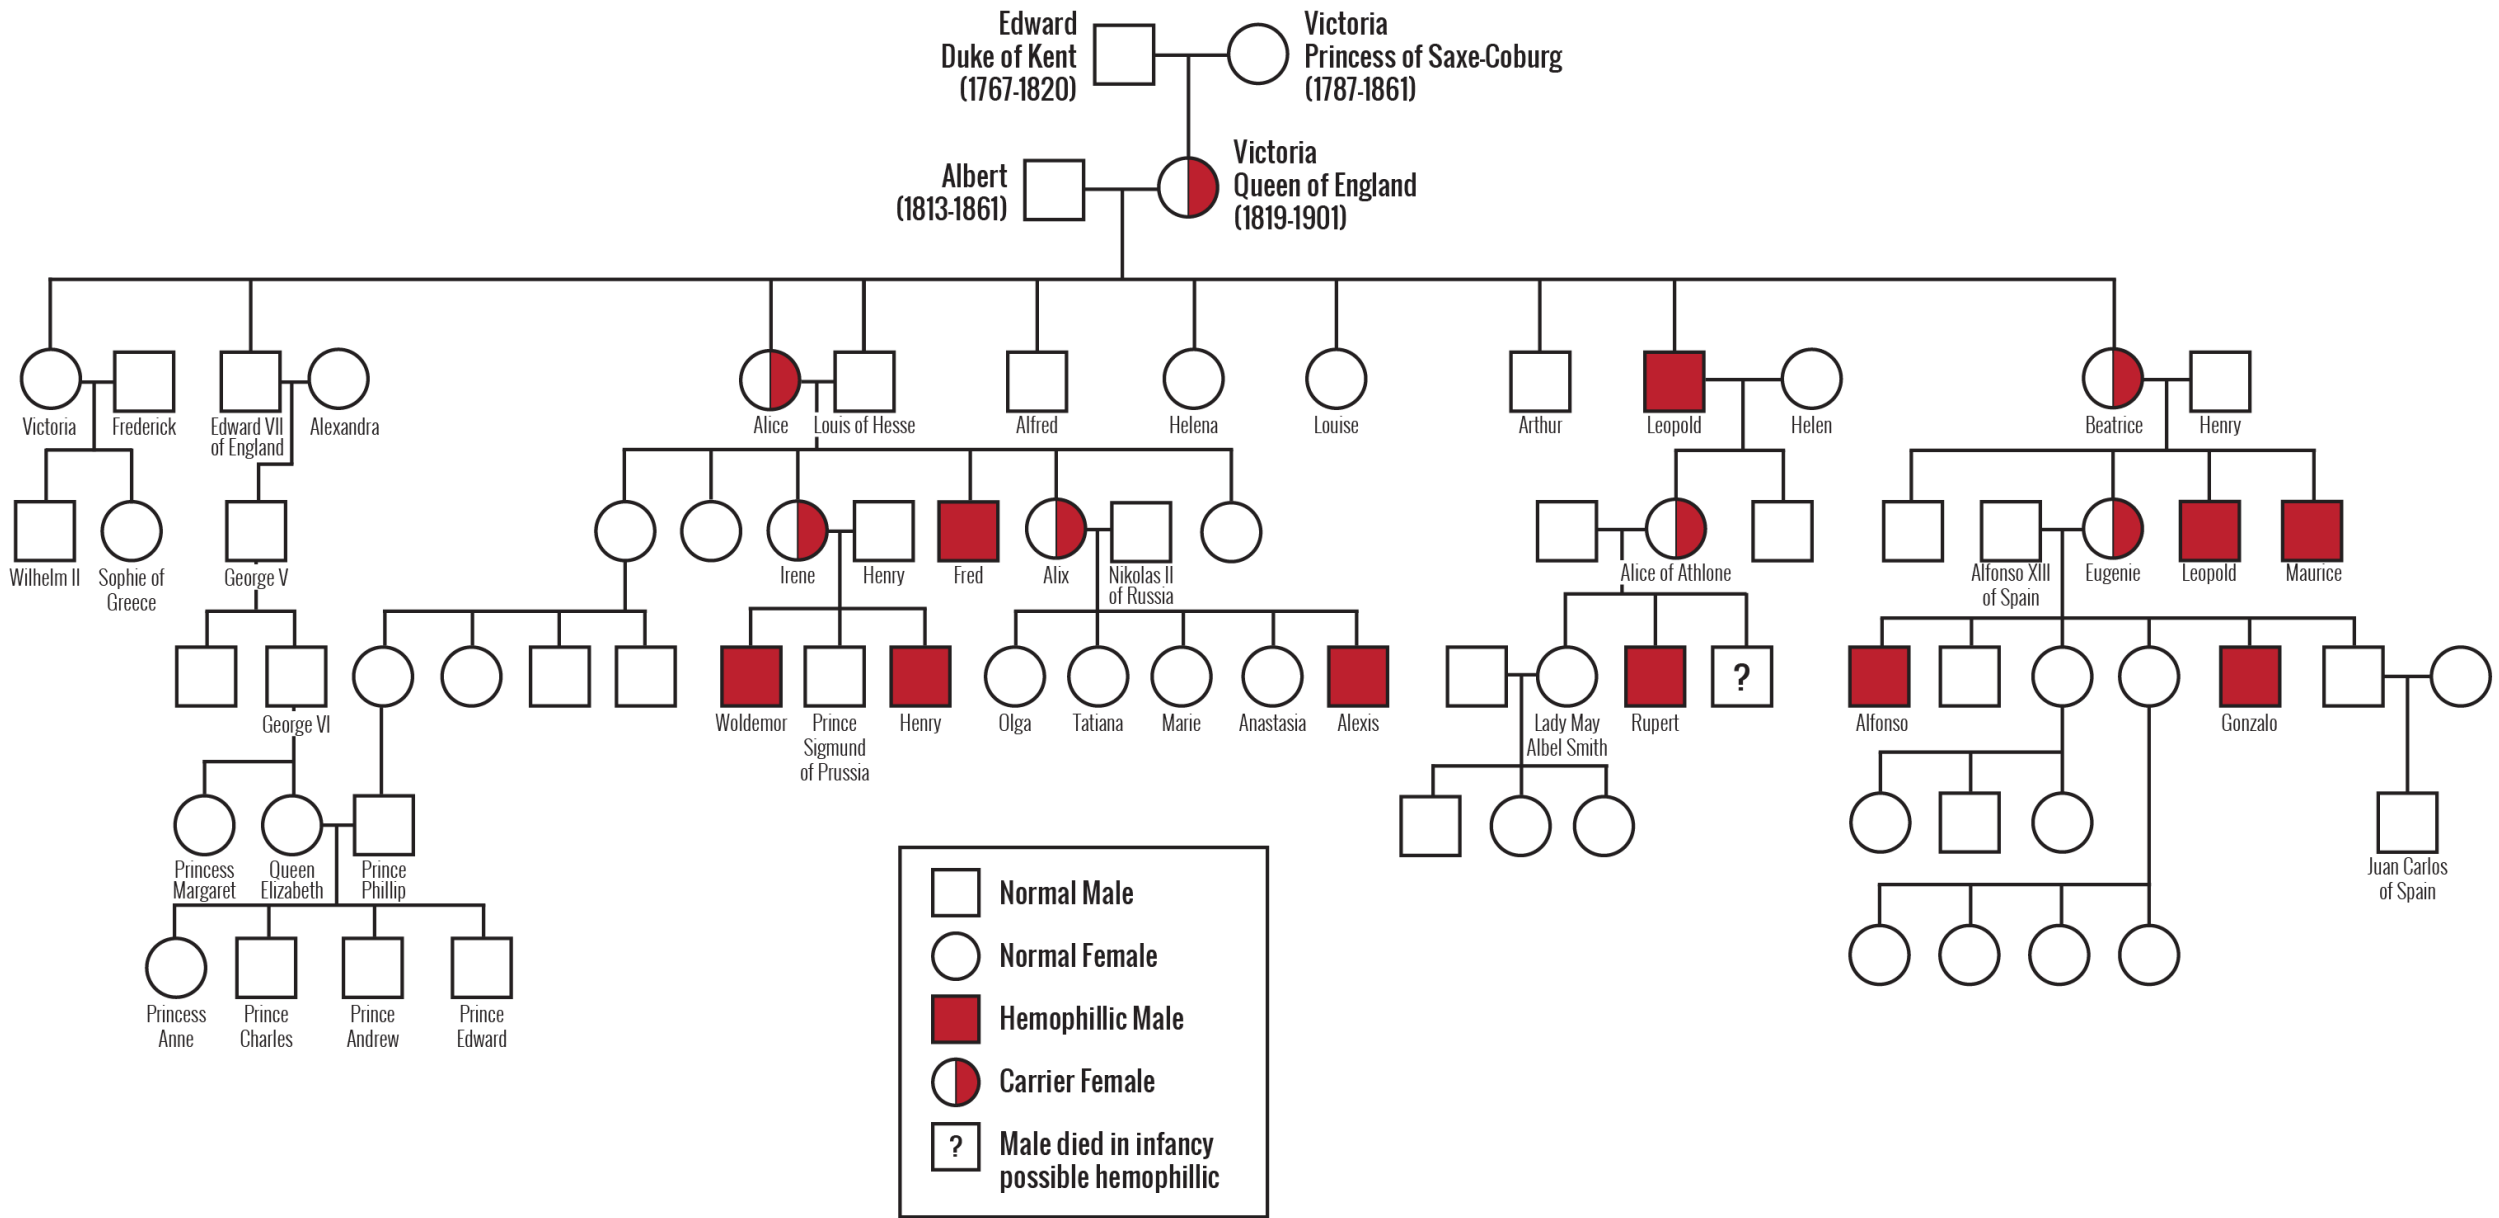 Edward
Duke of Kent
(1767-1820)
Victoria
Princess of Saxe-Coburg
(1787-1861)
Albert
(1813-1861)
Victoria
Queen of England
(1819-1901)
Victoria
Frederick
Edward VII
of England
Alexandra
Alice
Louis of Hesse
Alfred
Helena
Louise
Arthur
Leopold
Helen
Beatrice
Henry
Wilhelm II
Sophie of
Greece
George V
Irene
Henry
Fred
Alix
Nikolas II
of Russia
Alice of Athlone
Alfonso XIII
of Spain
Eugenie
Leopold
Maurice
George VI
Woldemor
Prince
Sigmund
of Prussia
Henry
Olga
Tatiana
Marie
Anastasia
Alexis
Lady May
Albel Smith
Rupert
?
Alfonso
Gonzalo
Princess
Margaret
Queen
Elizabeth
Prince
Phillip
Juan Carlos
of Spain
Princess
Anne
Prince
Charles
Prince
Andrew
Prince
Edward
Normal Male
Normal Female
Hemophillic Male
Carrier Female
?
Male died in infancy
possible hemophillic